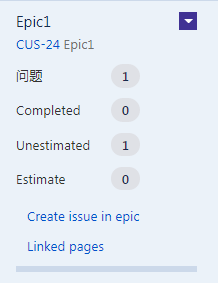 Epic1
CUS-24 Epic1
问题 1
Completed 0
Unestimated 1
Estimate 0
Create issue in epic
Linked pages